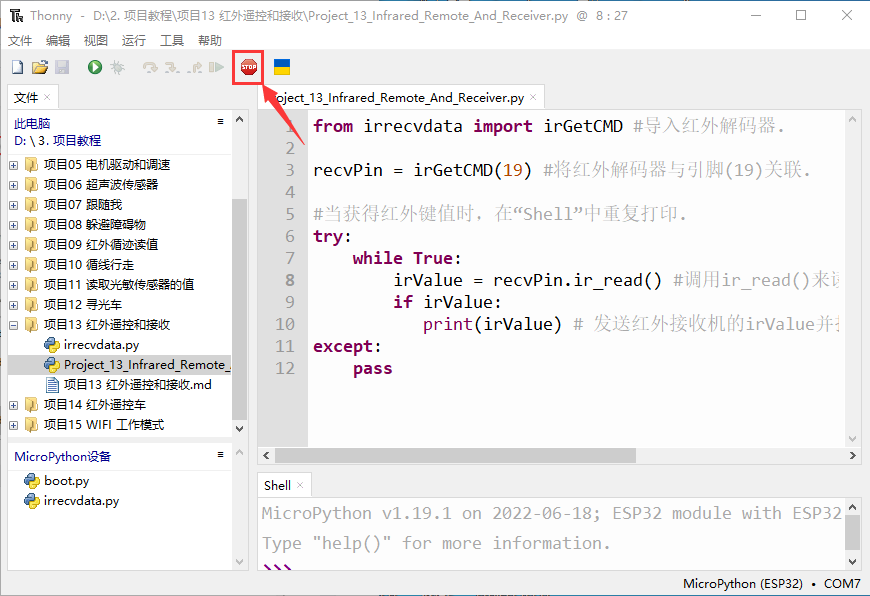 Thonny - D:\2. 项目教程\项目13 红外遥控和接收\Project_13_Infrared_Remote_And_Receiver.py @ 8 : 27
文件 编辑 视图 运行 工具 帮助
STOP
文件
此电脑
D: \ 3. 项目教程
项目05 电机驱动和调速
项目06 超声波传感器
项目07 跟随我
项目08 躲避障碍物
项目09 红外循迹读值
项目10 循线行走
项目11 读取光敏传感器的值
项目12 寻光车
项目13 红外遥控和接收
irrecvdata.py
Project_13_Infrared_Remote_
项目13 红外遥控和接收.md
项目14 红外遥控车
项目15 WIFI 工作模式
MicroPython设备
boot.py
irrecvdata.py
oject_13_Infrared_Remote_And_Receiver.py
1 from irrecvdata import irGetCMD #导入红外解码器.
2
3 recvPin = irGetCMD(19) #将红外解码器与引脚(19)关联.
4
5 #当获得红外键值时, 在“Shell”中重复打印.
6 try:
7 while True:
8 irValue = recvPin.ir_read() #调用ir_read()来
9 if irValue:
10 print(irValue) # 发送红外接收机的irValue并
11 except:
12 pass
Shell
MicroPython v1.19.1 on 2022-06-18; ESP32 module with ESP32
Type "help()" for more information.
>>>
MicroPython (ESP32) • COM7